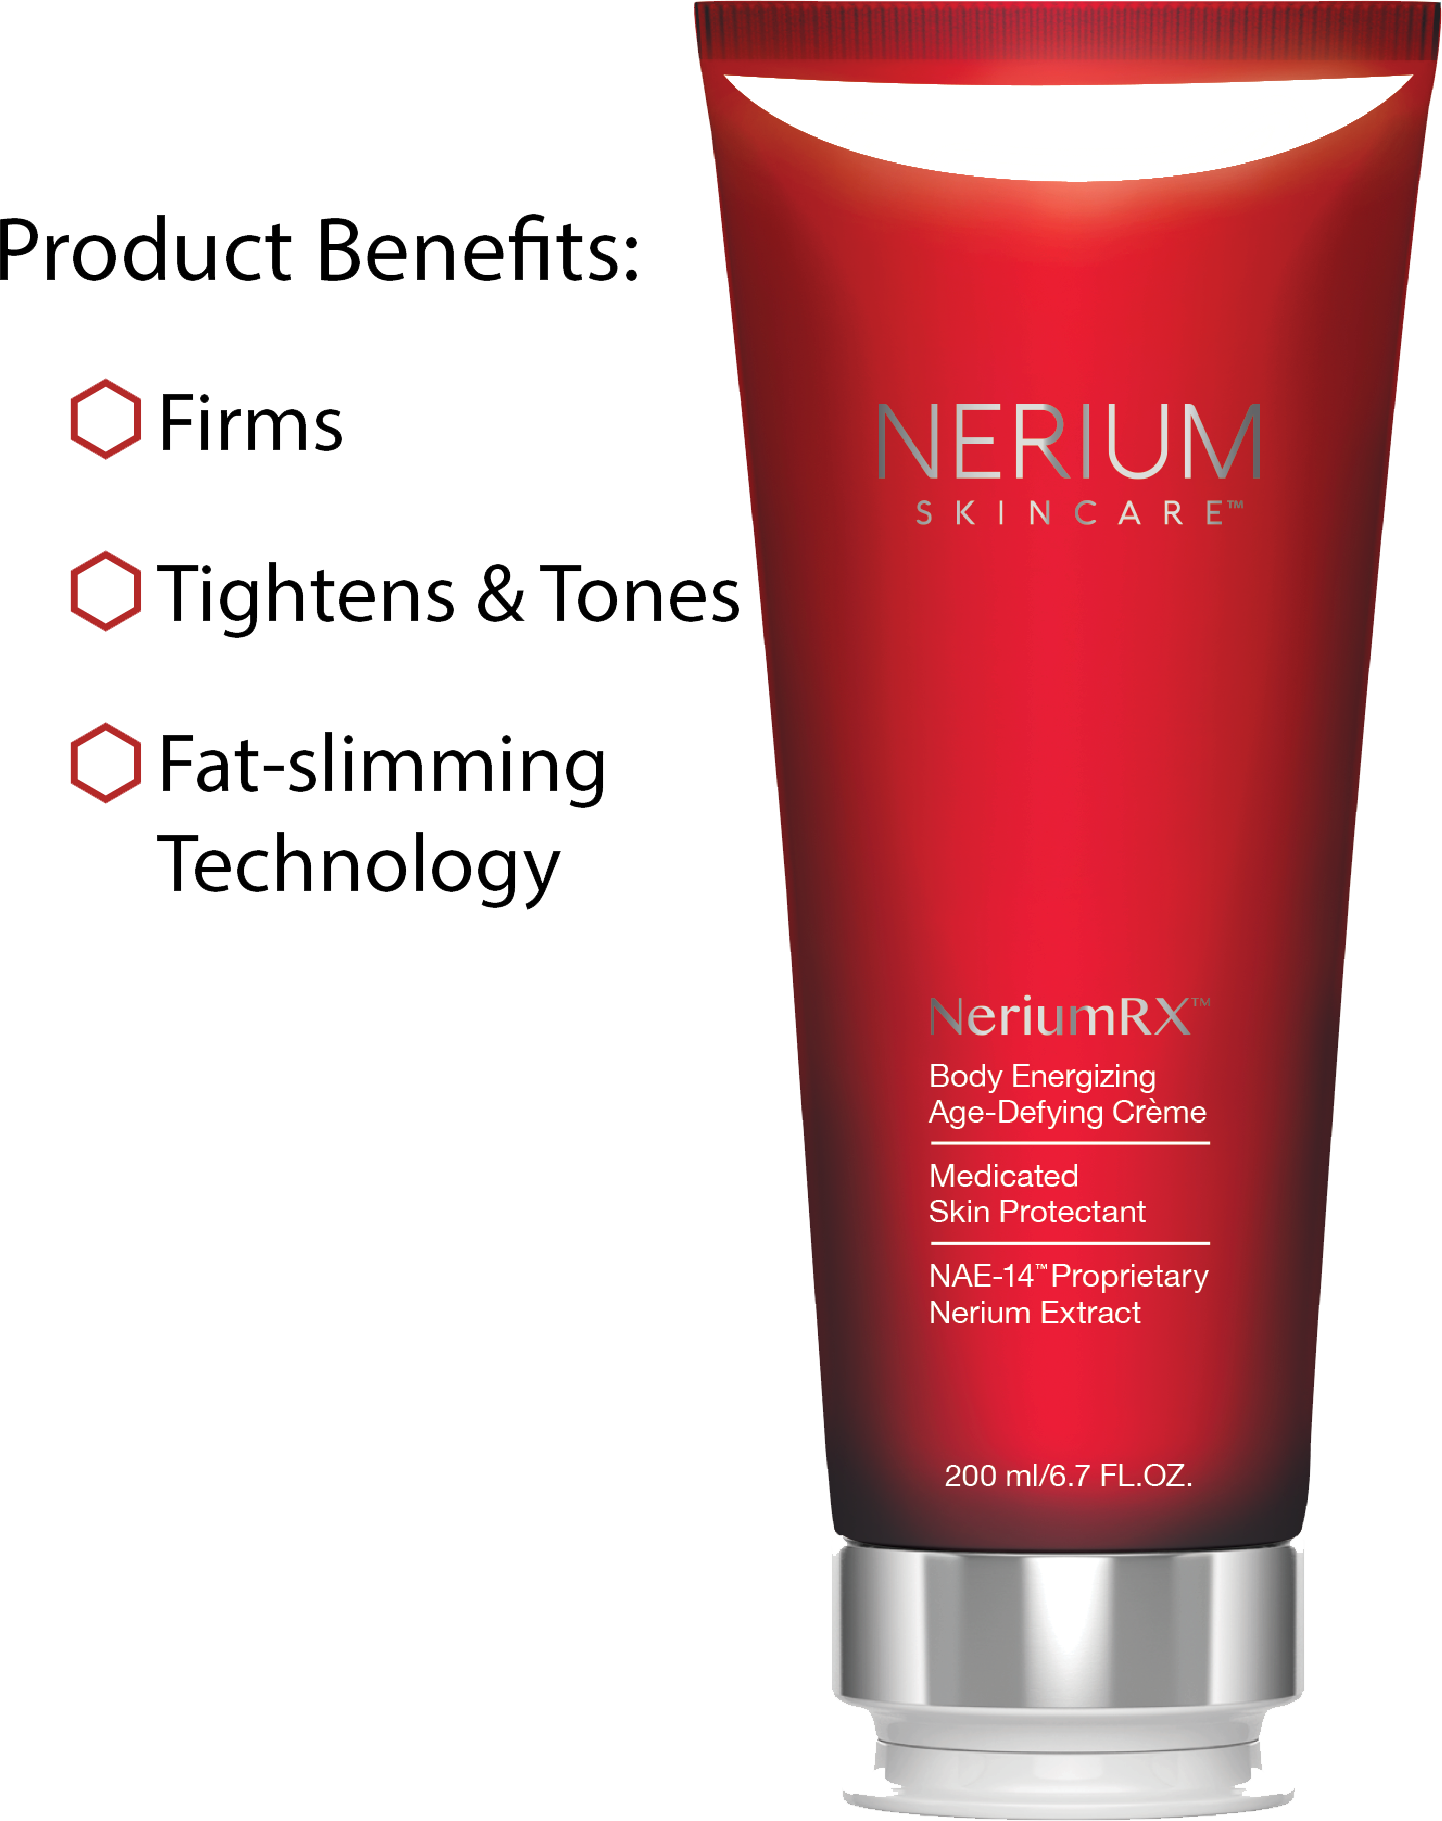 Product Benefits:
Firms
Tightens & Tones
Fat-slimming
Technology
NERIUM
SKINCARE™
NeriumRX™
Body Energizing
Age-Defying Crème
Medicated
Skin Protectant
NAE-14™ Proprietary
Nerium Extract
200 ml/6.7 FL.OZ.